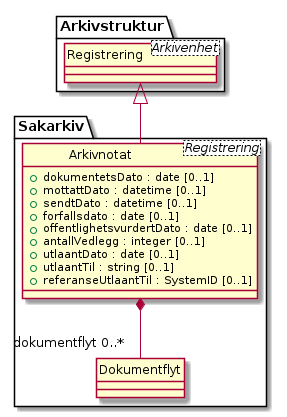 Arkivstruktur
Registrering
Arkivenhet
Sakarkiv
Arkivnotat
Registrering
dokumentetsDato : date [0..1]
mottattDato : datetime [0..1]
sendtDato : datetime [0..1]
forfallsdato : date [0..1]
offentlighetsvurdertDato : date [0..1]
antallVedlegg : integer [0..1]
utlaantDato : date [0..1]
utlaantTil : string [0..1]
referanseUtlaantTil : SystemID [0..1]
dokumentflyt 0..*
Dokumentflyt